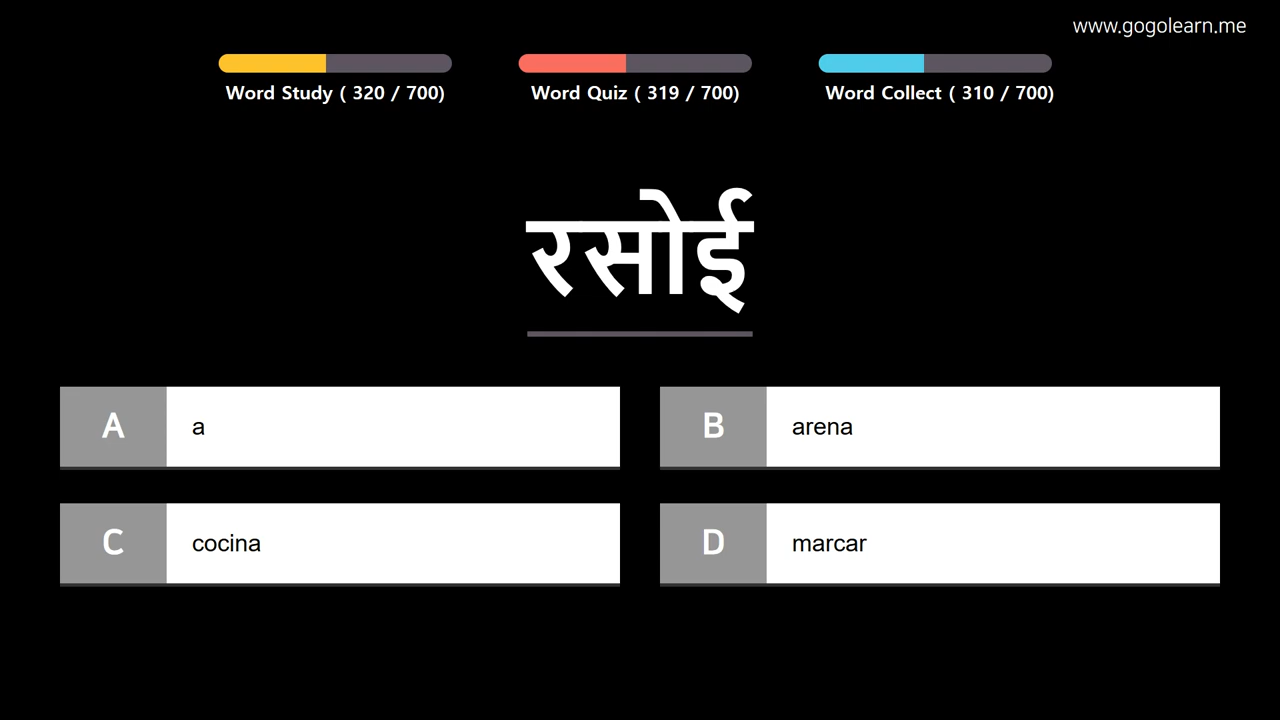 www.gogolearn.me
Word Study ( 320 / 700)
Word Quiz ( 319 / 700)
Word Collect ( 310 / 700)
रसोई
A a
B arena
C cocina
D marcar